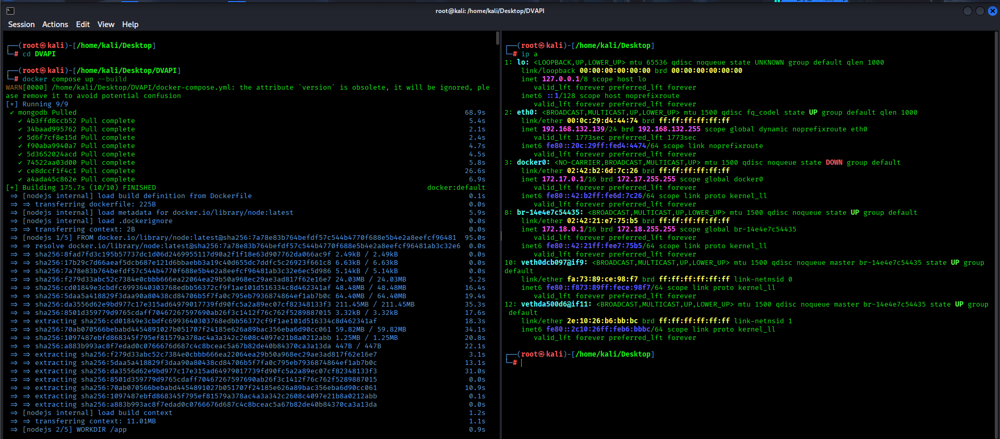 root@kali: /home/kali/Desktop/DVAPI
Session Actions Edit View Help
┌──(root㉿kali)-[/home/kali/Desktop]
└─# cd DVAPI
┌──(root㉿kali)-[/home/kali/Desktop/DVAPI]
└─# docker compose up --build
WARN[0000] /home/kali/Desktop/DVAPI/docker-compose.yml: the attribute `version` is obsolete, it will be ignored, ple
ase remove it to avoid potential confusion
[+] Running 9/9
✔ mongodb Pulled 68.9s
✔ 4b3ffd8ccb52 Pull complete 5.4s
✔ 34baad995762 Pull complete 2.1s
✔ 5d6f7cf8e15d Pull complete 2.4s
✔ f90aba9940a7 Pull complete 4.7s
✔ 5d3652024acd Pull complete 4.5s
✔ 74522aa03d00 Pull complete 5.8s
✔ ce8dccf1f4c1 Pull complete 26.6s
✔ a4ada45c862e Pull complete 6.9s
[+] Building 175.7s (10/10) FINISHED docker:default
=> [nodejs internal] load build definition from Dockerfile 0.1s
=> => transferring dockerfile: 225B 0.0s
=> [nodejs internal] load metadata for docker.io/library/node:latest 5.9s
=> [nodejs internal] load .dockerignore 0.0s
=> => transferring context: 2B 0.0s
=> [nodejs 1/5] FROM docker.io/library/node:latest@sha256:7a78e83b764befdf57c544b4770f688e5b4e2a8eefcf96481 95.0s
=> => resolve docker.io/library/node:latest@sha256:7a78e83b764befdf57c544b4770f688e5b4e2a8eefcf96481ab3c32e6 0.0s
=> => sha256:8fad7fd3c195b57737dc1d06d2469955117d90a2f1f18e63d907762da066ac9f 2.49kB / 2.49kB 0.0s
=> => sha256:17b29c7d66aeaf5dcb687e121d6bbaebb3a19c40d655dc7ddfc5c26923f661c8 6.63kB / 6.63kB 0.0s
=> => sha256:7a78e83b764befdf57c544b4770f688e5b4e2a8eefcf96481ab3c32e6ec5d986 5.14kB / 5.14kB 0.0s
=> => sha256:f279d33abc52c7384e0cbbb666ea22064ea29b50a968ec29ae3ad817f62e16e7 24.03MB / 24.03MB 5.2s
=> => sha256:cd01849e3cbdfc6993640303768edbb56372cf9f1ae101d516334c8d462341af 48.48MB / 48.48MB 16.4s
=> => sha256:5daa5a418829f3daa90a80438cd84706b5f7fa0c795eb7936874864ef1ab7b0c 64.40MB / 64.40MB 19.4s
=> => sha256:da3556d62e9bd977c17e315ad64979017739fd90fc5a2a89ec07cf82348133f3 211.45MB / 211.45MB 35.3s
=> => sha256:8501d359779d9765cdaff70467267597690ab26f3c1412f76c762f5289887015 3.32kB / 3.32kB 17.6s
=> => extracting sha256:cd01849e3cbdfc6993640303768edbb56372cf9f1ae101d516334c8d462341af 18.3s
=> => sha256:70ab070566bebabd4454891027b051707f24185e626a89bac356eba6d90cc061 59.82MB / 59.82MB 34.1s
=> => sha256:1097487ebfd868345f795ef81579a378ac4a3a342c2608c4097e21b8a0212abb 1.25MB / 1.25MB 20.8s
=> => sha256:a883b993ac8f7edad0c0766676d687c4c8bceac5a67b82de40b84370ca3a13da 447B / 447B 22.1s
=> => extracting sha256:f279d33abc52c7384e0cbbb666ea22064ea29b50a968ec29ae3ad817f62e16e7 3.1s
=> => extracting sha256:5daa5a418829f3daa90a80438cd84706b5f7fa0c795eb7936874864ef1ab7b0c 13.1s
=> => extracting sha256:da3556d62e9bd977c17e315ad64979017739fd90fc5a2a89ec07cf82348133f3 31.0s
=> => extracting sha256:8501d359779d9765cdaff70467267597690ab26f3c1412f76c762f5289887015 0.0s
=> => extracting sha256:70ab070566bebabd4454891027b051707f24185e626a89bac356eba6d90cc061 10.9s
=> => extracting sha256:1097487ebfd868345f795ef81579a378ac4a3a342c2608c4097e21b8a0212abb 0.1s
=> => extracting sha256:a883b993ac8f7edad0c0766676d687c4c8bceac5a67b82de40b84370ca3a13da 0.0s
=> [nodejs internal] load build context 1.2s
=> => transferring context: 11.01MB 1.1s
=> [nodejs 2/5] WORKDIR /app 0.9s
┌──(root㉿kali)-[/home/kali/Desktop]
└─# ip a
1: lo: <LOOPBACK,UP,LOWER_UP> mtu 65536 qdisc noqueue state UNKNOWN group default qlen 1000
link/loopback 00:00:00:00:00:00 brd 00:00:00:00:00:00
inet 127.0.0.1/8 scope host lo
valid_lft forever preferred_lft forever
inet6 ::1/128 scope host noprefixroute
valid_lft forever preferred_lft forever
2: eth0: <BROADCAST,MULTICAST,UP,LOWER_UP> mtu 1500 qdisc fq_codel state UP group default qlen 1000
link/ether 00:0c:29:d4:44:74 brd ff:ff:ff:ff:ff:ff
inet 192.168.132.139/24 brd 192.168.132.255 scope global dynamic noprefixroute eth0
valid_lft 1773sec preferred_lft 1773sec
inet6 fe80::20c:29ff:fed4:4474/64 scope link noprefixroute
valid_lft forever preferred_lft forever
3: docker0: <NO-CARRIER,BROADCAST,MULTICAST,UP> mtu 1500 qdisc noqueue state DOWN group default
link/ether 02:42:b2:6d:7c:26 brd ff:ff:ff:ff:ff:ff
inet 172.17.0.1/16 brd 172.17.255.255 scope global docker0
valid_lft forever preferred_lft forever
inet6 fe80::42:b2ff:fe6d:7c26/64 scope link proto kernel_ll
valid_lft forever preferred_lft forever
8: br-14e4e7c54435: <BROADCAST,MULTICAST,UP,LOWER_UP> mtu 1500 qdisc noqueue state UP group default
link/ether 02:42:21:e7:75:b5 brd ff:ff:ff:ff:ff:ff
inet 172.18.0.1/16 brd 172.18.255.255 scope global br-14e4e7c54435
valid_lft forever preferred_lft forever
inet6 fe80::42:21ff:fee7:75b5/64 scope link proto kernel_ll
valid_lft forever preferred_lft forever
10: veth0dcb097@if9: <BROADCAST,MULTICAST,UP,LOWER_UP> mtu 1500 qdisc noqueue master br-14e4e7c54435 state UP group
default
link/ether fa:73:89:ce:98:f7 brd ff:ff:ff:ff:ff:ff link-netnsid 0
inet6 fe80::f873:89ff:fece:98f7/64 scope link proto kernel_ll
valid_lft forever preferred_lft forever
12: vethda500d6@if11: <BROADCAST,MULTICAST,UP,LOWER_UP> mtu 1500 qdisc noqueue master br-14e4e7c54435 state UP group
default
link/ether 2e:10:26:b6:bb:bc brd ff:ff:ff:ff:ff:ff link-netnsid 1
inet6 fe80::2c10:26ff:feb6:bbbc/64 scope link proto kernel_ll
valid_lft forever preferred_lft forever
┌──(root㉿kali)-[/home/kali/Desktop]
└─#